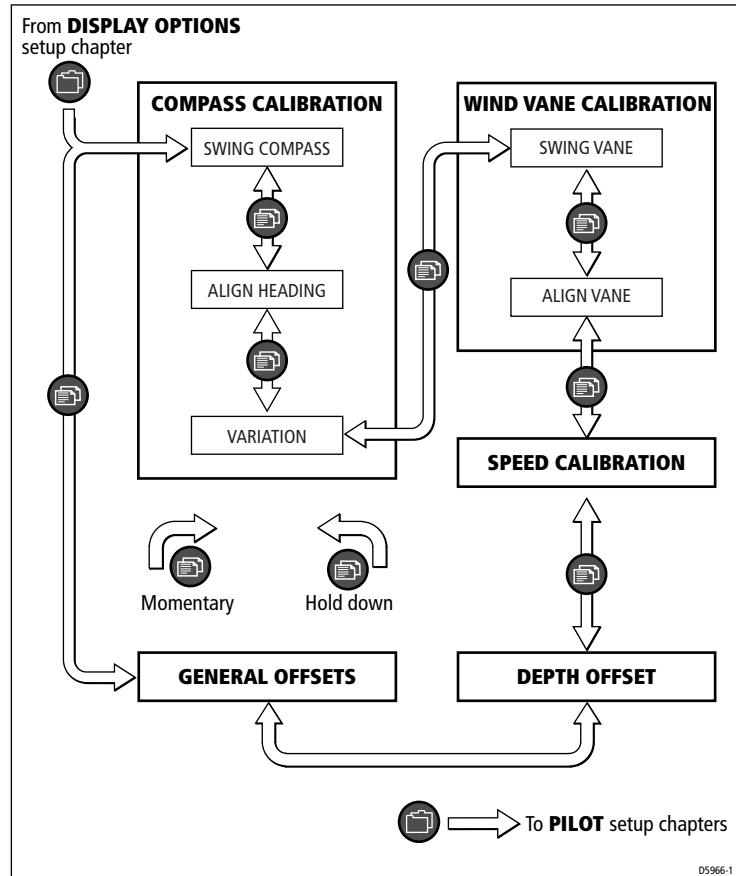 From DISPLAY OPTIONS
setup chapter
COMPASS CALIBRATION
SWING COMPASS
ALIGN HEADING
VARIATION
WIND VANE CALIBRATION
SWING VANE
ALIGN VANE
SPEED CALIBRATION
Momentary
Hold down
GENERAL OFFSETS
DEPTH OFFSET
To PILOT setup chapters
D5966-1